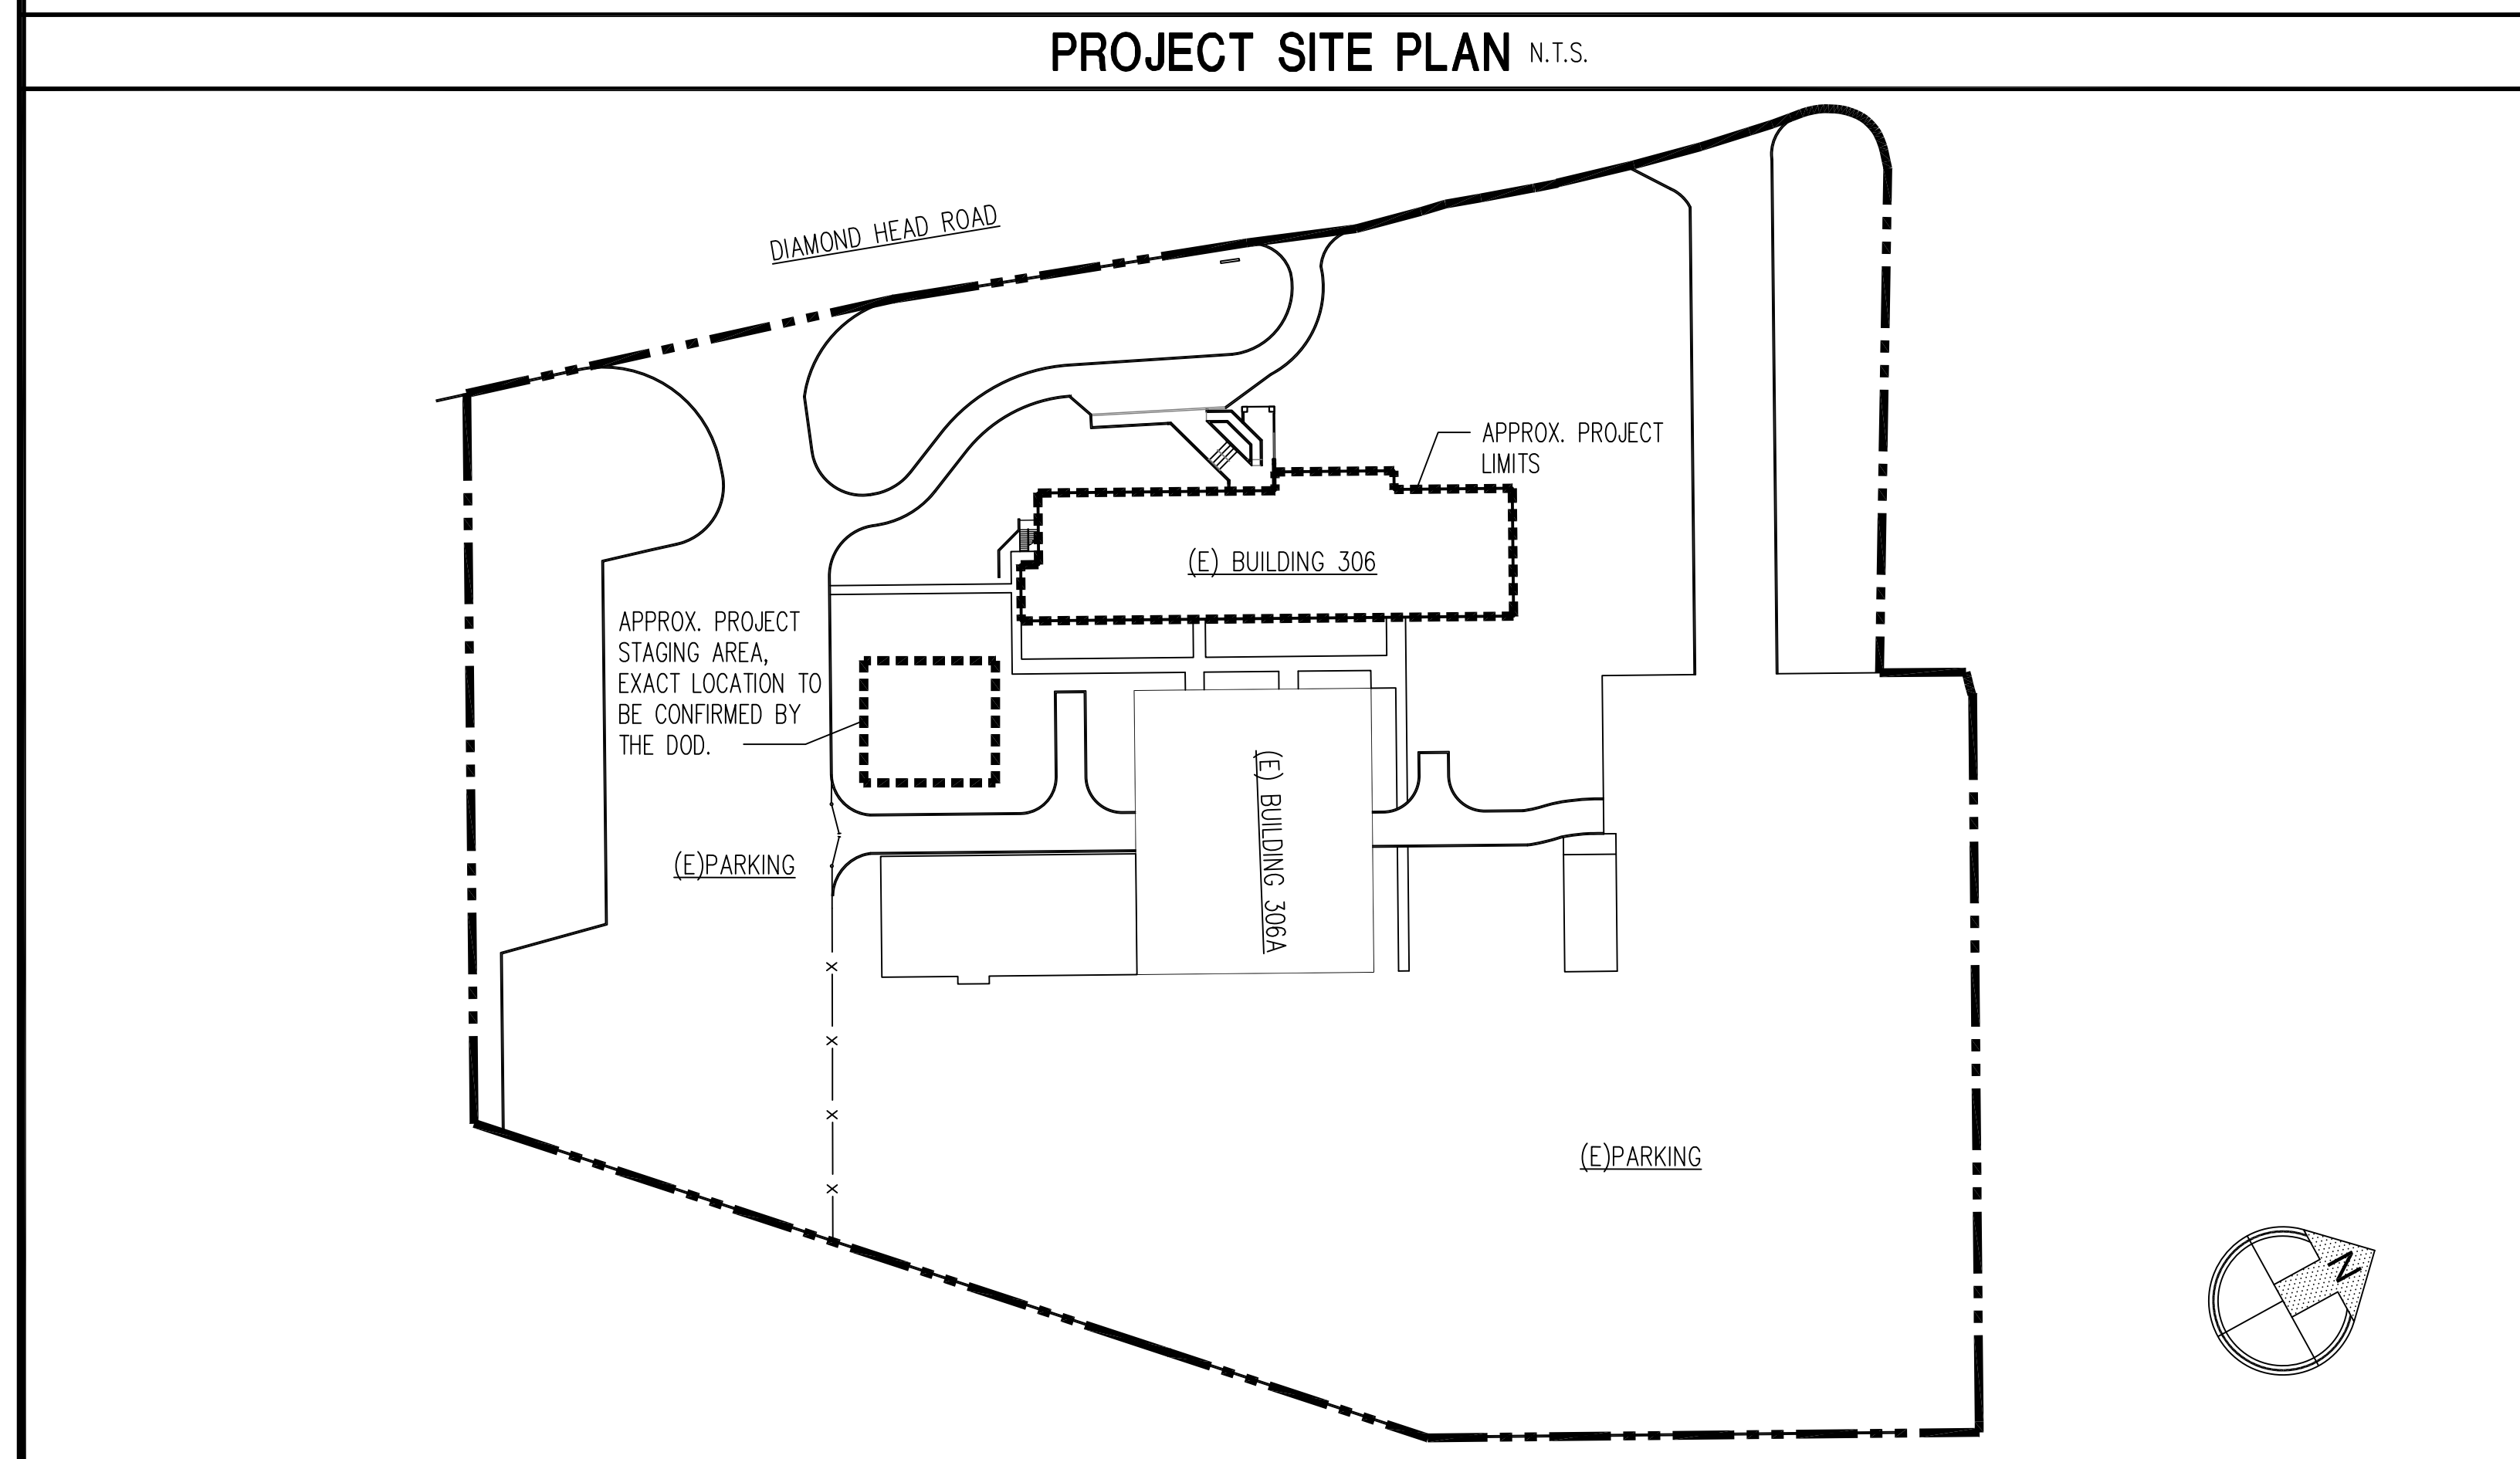 PROJECT SITE PLAN N.T.S.
DIAMOND HEAD ROAD
APPROX. PROJECT
LIMITS
(E) BUILDING 306
APPROX. PROJECT
STAGING AREA,
EXACT LOCATION TO
BE CONFIRMED BY
THE DOD.
(E) BUILDING 306A
(E)PARKING
X
X
X
X
(E)PARKING
N